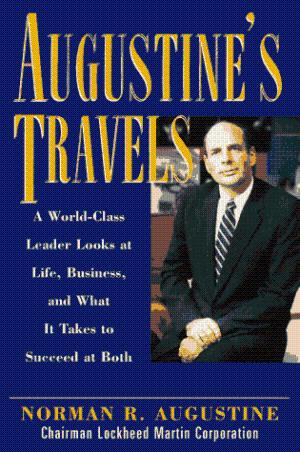 AUGUSTINE'S
TRAVELS
A World-Class
Leader Looks at
Life, Business,
and What
It Takes to
Succeed at Both
NORMAN R. AUGUSTINE
Chairman Lockheed Martin Corporation